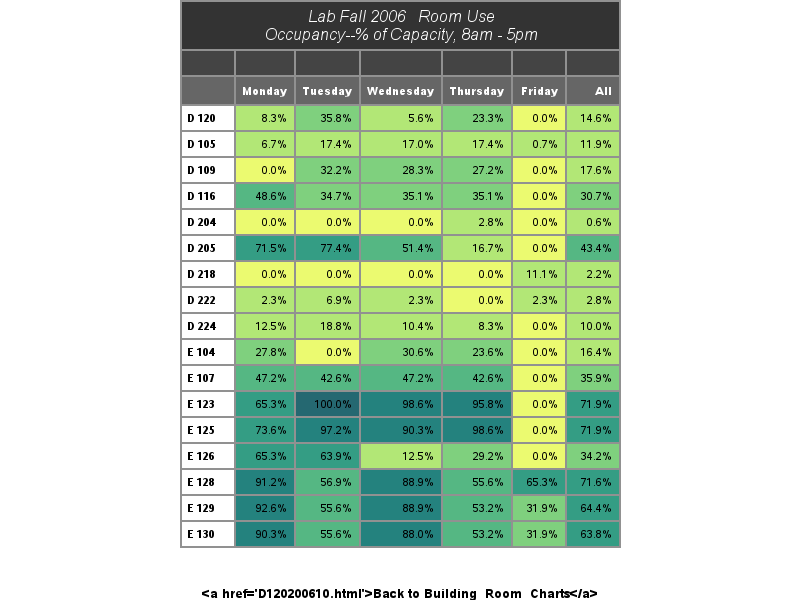 Lab Fall 2006 Room Use
Occupancy--% of Capacity, 8am - 5pm
Monday Tuesday Wednesday Thursday Friday All
D 120 8.3% 35.8% 5.6% 23.3% 0.0% 14.6%
D 105 6.7% 17.4% 17.0% 17.4% 0.7% 11.9%
D 109 0.0% 32.2% 28.3% 27.2% 0.0% 17.6%
D 116 48.6% 34.7% 35.1% 35.1% 0.0% 30.7%
D 204 0.0% 0.0% 0.0% 2.8% 0.0% 0.6%
D 205 71.5% 77.4% 51.4% 16.7% 0.0% 43.4%
D 218 0.0% 0.0% 0.0% 0.0% 11.1% 2.2%
D 222 2.3% 6.9% 2.3% 0.0% 2.3% 2.8%
D 224 12.5% 18.8% 10.4% 8.3% 0.0% 10.0%
E 104 27.8% 0.0% 30.6% 23.6% 0.0% 16.4%
E 107 47.2% 42.6% 47.2% 42.6% 0.0% 35.9%
E 123 65.3% 100.0% 98.6% 95.8% 0.0% 71.9%
E 125 73.6% 97.2% 90.3% 98.6% 0.0% 71.9%
E 126 65.3% 63.9% 12.5% 29.2% 0.0% 34.2%
E 128 91.2% 56.9% 88.9% 55.6% 65.3% 71.6%
E 129 92.6% 55.6% 88.9% 53.2% 31.9% 64.4%
E 130 90.3% 55.6% 88.0% 53.2% 31.9% 63.8%
<a href='D120200610.html'>Back to Building Room Charts</a>